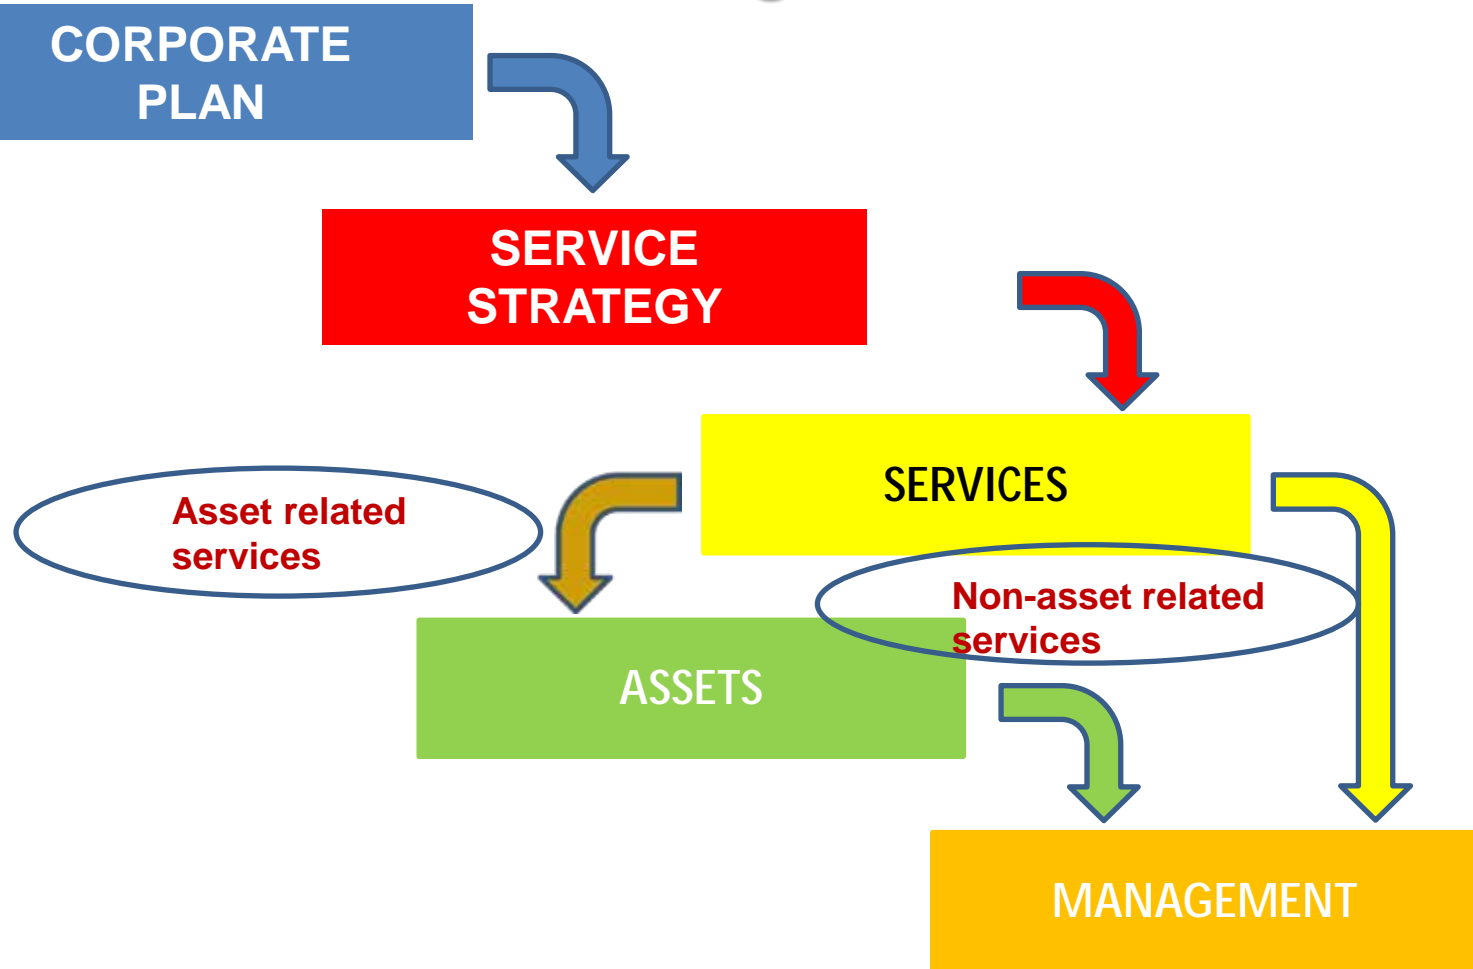 CORPORATE
PLAN
SERVICE
STRATEGY
SERVICES
Asset related
services
Non-asset related
services
ASSETS
MANAGEMENT